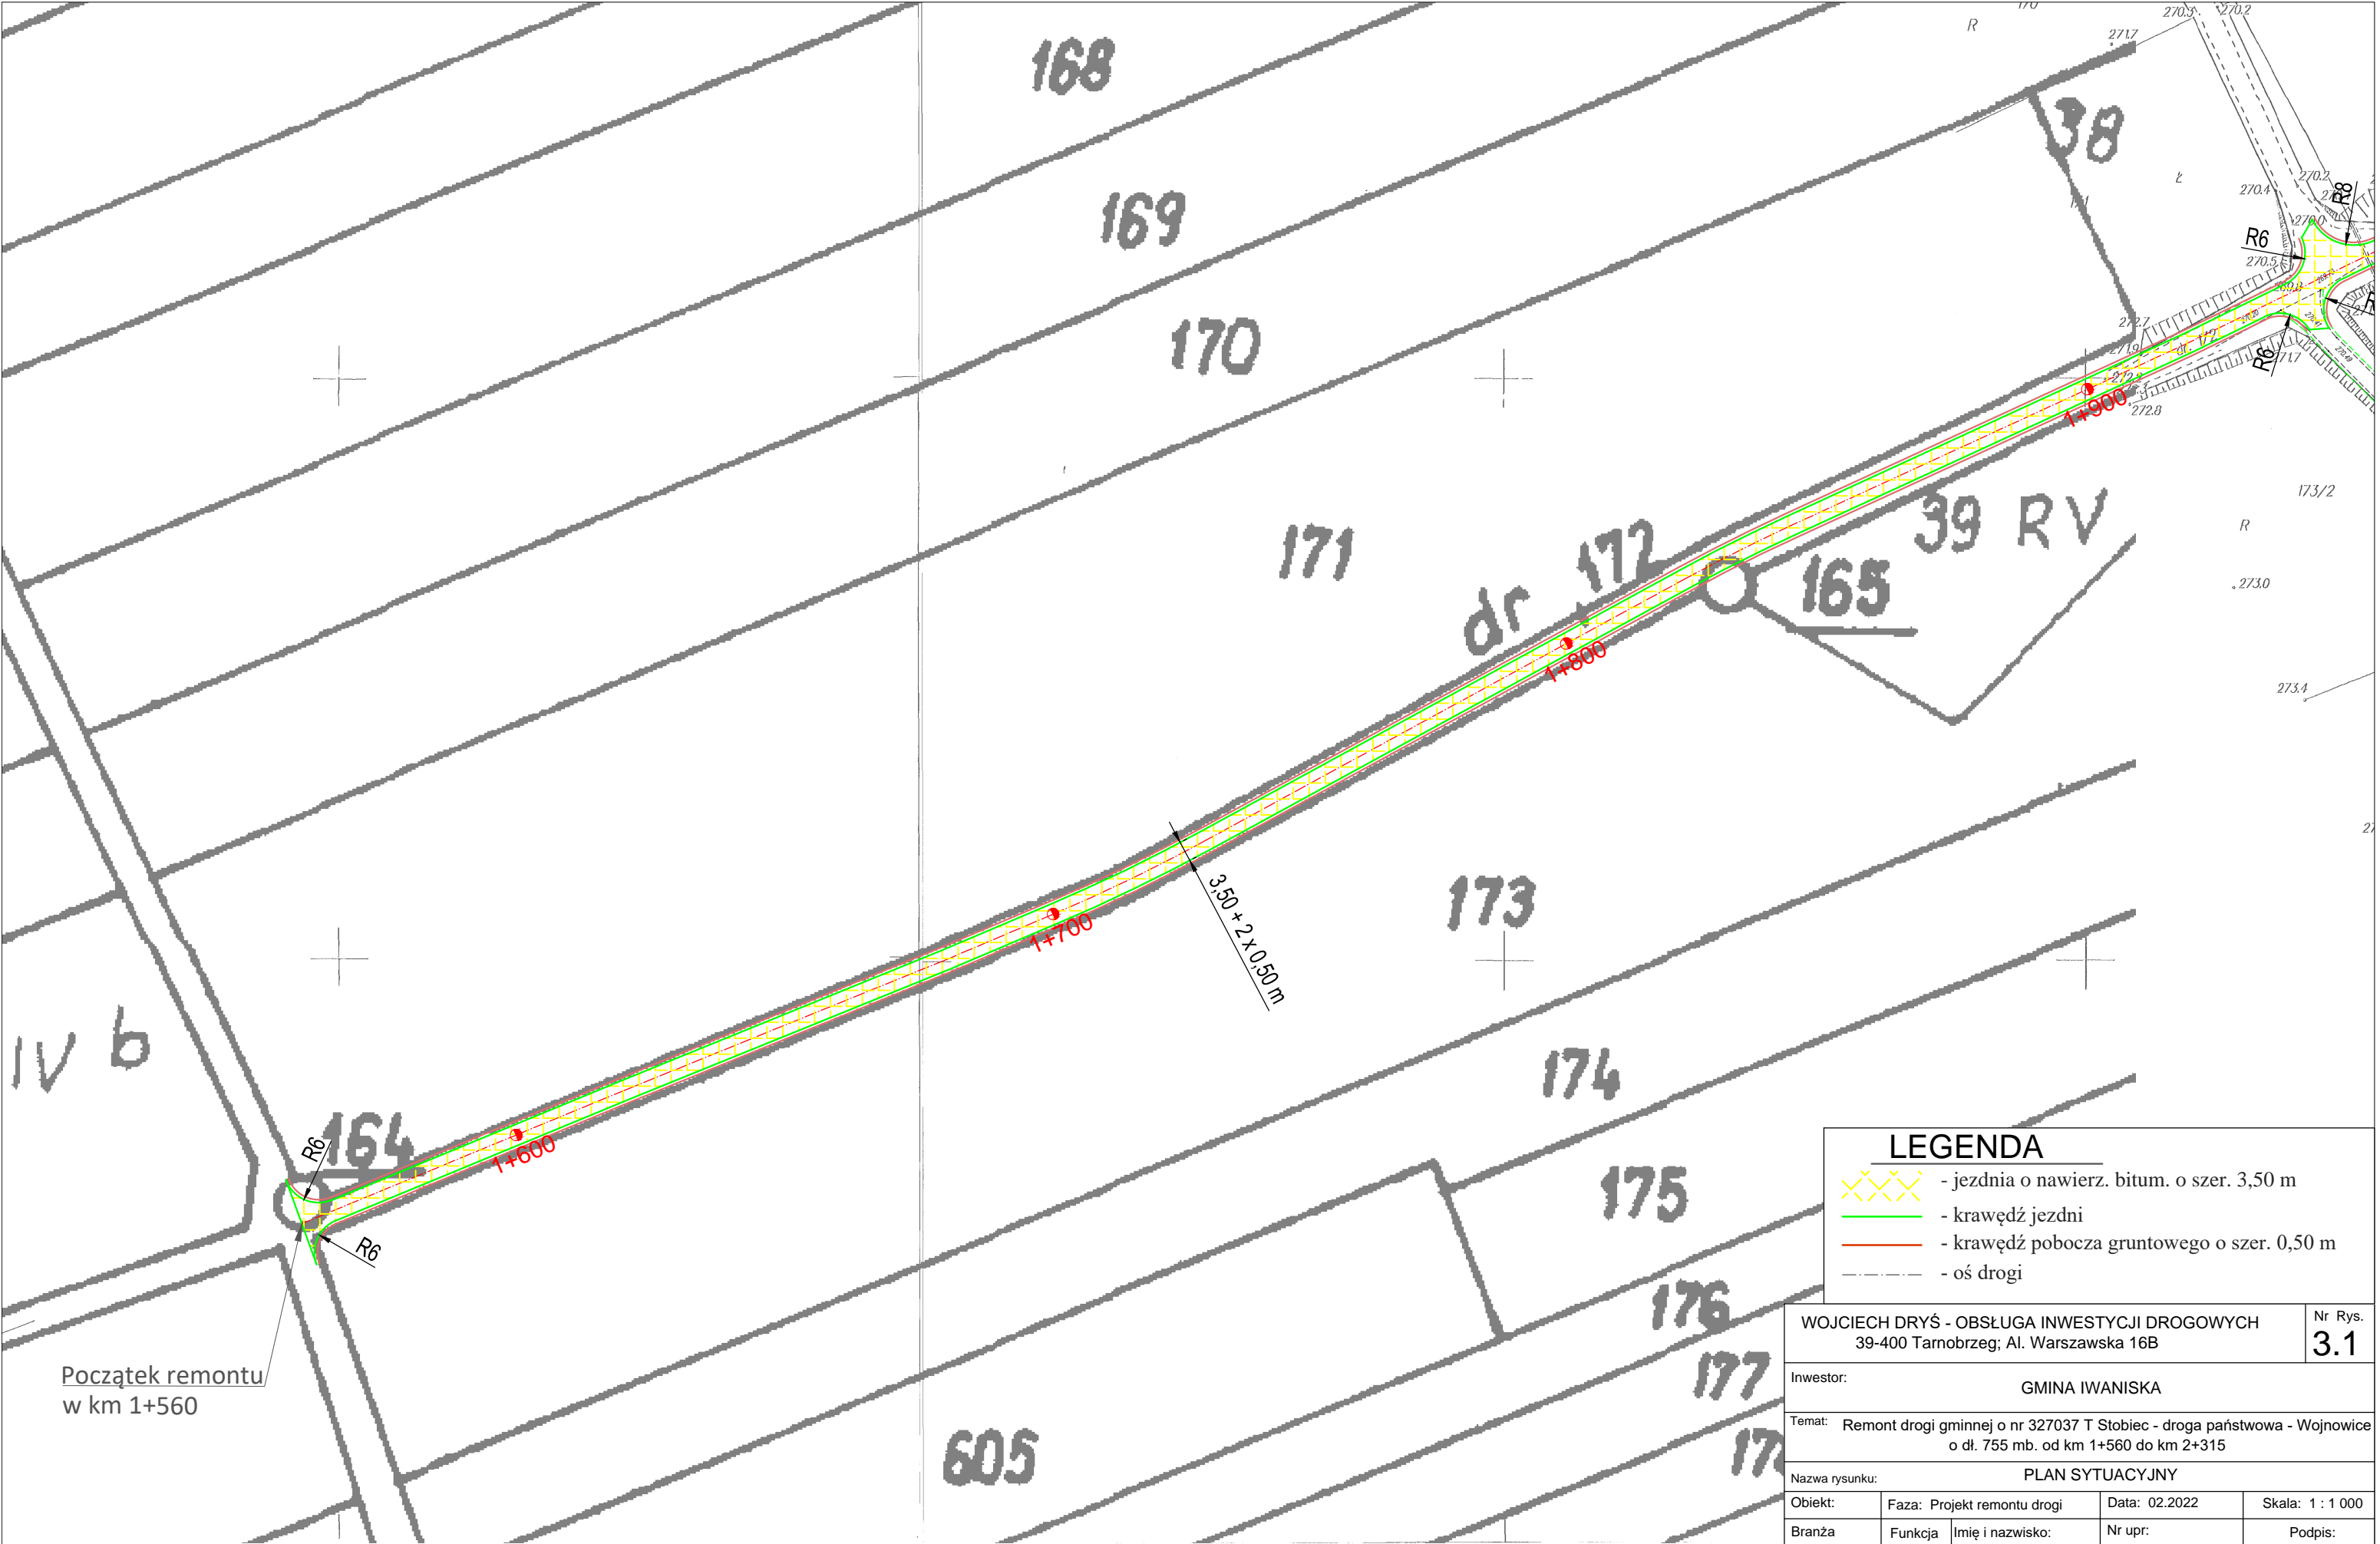 168
169
170
171
dr 172
38
39 RV
165
173
174
175
176
177
605
164
IV b
R
271.7
270.3
270.2
Ł
270.4
270.2
R8
270.0
R6
270.5
272.7
271.9
R6
271.7
272.8
173/2
R
273.0
273.4
1+900
1+800
1+700
1+600
3,50 + 2 x 0,50 m
R6
R6
Początek remontu
w km 1+560
LEGENDA
- jezdnia o nawierz. bitum. o szer. 3,50 m
- krawędź jezdni
- krawędź pobocza gruntowego o szer. 0,50 m
- oś drogi
WOJCIECH DRYŚ - OBSŁUGA INWESTYCJI DROGOWYCH
39-400 Tarnobrzeg; Al. Warszawska 16B
Nr Rys.
3.1
Inwestor:
GMINA IWANISKA
Temat: Remont drogi gminnej o nr 327037 T Stobiec - droga państwowa - Wojnowice
o dł. 755 mb. od km 1+560 do km 2+315
Nazwa rysunku: PLAN SYTUACYJNY
Obiekt: Faza: Projekt remontu drogi Data: 02.2022 Skala: 1 : 1 000
Branża Funkcja Imię i nazwisko: Nr upr: Podpis: